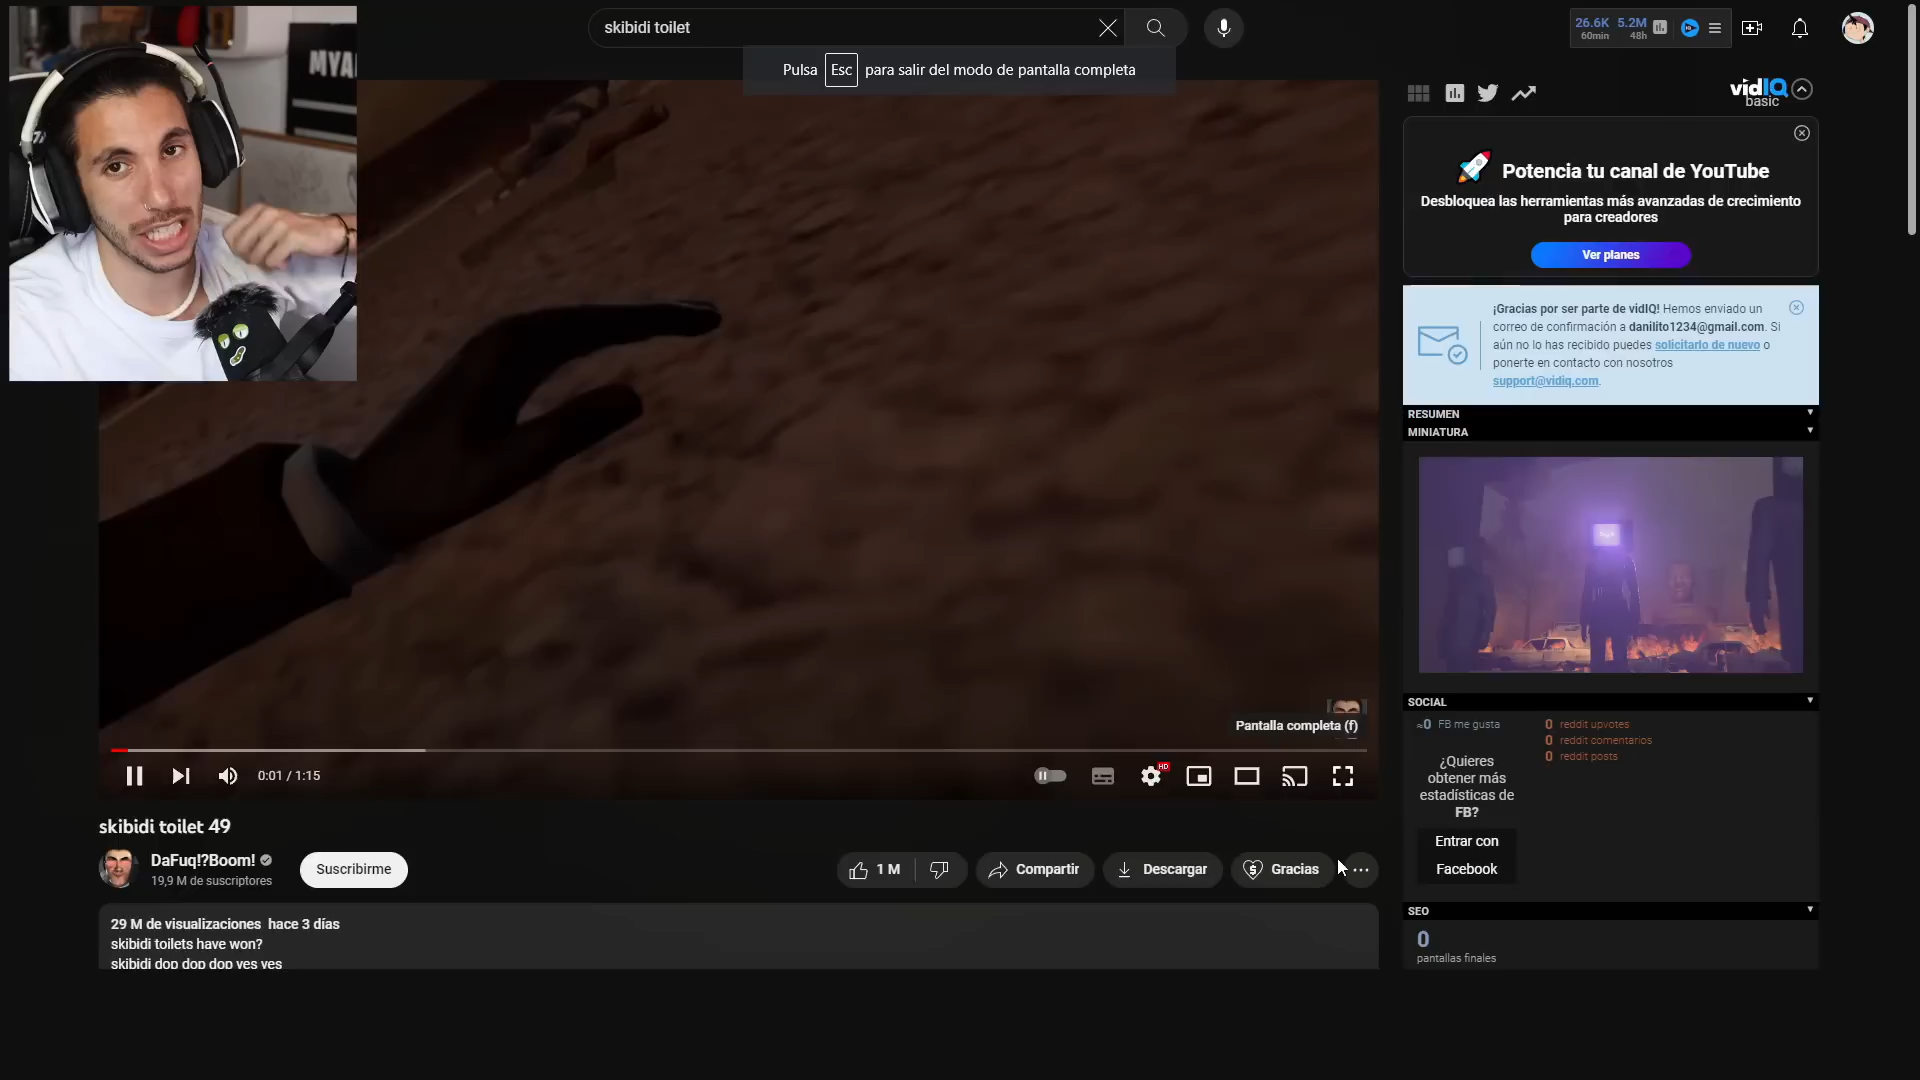 MYA
skibidi toilet
Pulsa Esc para salir del modo de pantalla completa
26.6K 5.2M
60min 48h
vidIQ
basic
Potencia tu canal de YouTube
Desbloquea las herramientas más avanzadas de crecimiento
para creadores
Ver planes
¡Gracias por ser parte de vidIQ! Hemos enviado un
correo de confirmación a danilito1234@gmail.com. Si
aún no lo has recibido puedes solicitarlo de nuevo o
ponerte en contacto con nosotros
support@vidiq.com.
RESUMEN
MINIATURA
Pantalla completa (f)
0:01 / 1:15
HD
SOCIAL
≈0 FB me gusta
0 reddit upvotes
0 reddit comentarios
0 reddit posts
¿Quieres
obtener más
estadísticas de
FB?
Entrar con
Facebook
skibidi toilet 49
DaFuq!?Boom!
19,9 M de suscriptores
Suscribirme
1 M
Compartir
Descargar
Gracias
29 M de visualizaciones hace 3 días
skibidi toilets have won?
skibidi dop dop dop yes yes
SEO
0
pantallas finales